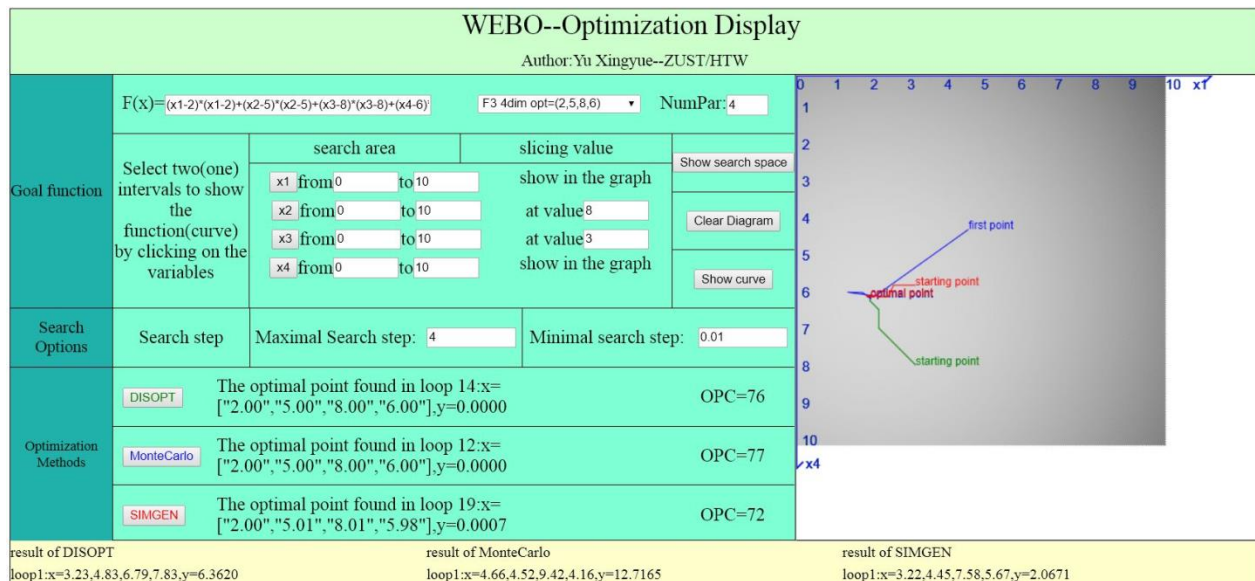 WEBO--Optimization Display
Author:Yu Xingyue--ZUST/HTW
Goal function
F(x)= (x1-2)*(x1-2)+(x2-5)*(x2-5)+(x3-8)*(x3-8)+(x4-6)
F3 4dim opt=(2,5,8,6)
NumPar: 4
Select two(one)
intervals to show
the
function(curve)
by clicking on the
variables
search area
slicing value
x1 from 0 to 10 show in the graph
x2 from 0 to 10 at value 8
x3 from 0 to 10 at value 3
x4 from 0 to 10 show in the graph
Show search space
Clear Diagram
Show curve
Search
Options
Search step
Maximal Search step: 4
Minimal search step: 0.01
Optimization
Methods
DISOPT
The optimal point found in loop 14:x=
["2.00","5.00","8.00","6.00"],y=0.0000
OPC=76
MonteCarlo
The optimal point found in loop 12:x=
["2.00","5.00","8.00","6.00"],y=0.0000
OPC=77
SIMGEN
The optimal point found in loop 19:x=
["2.00","5.01","8.01","5.98"],y=0.0007
OPC=72
0 1 2 3 4 5 6 7 8 9 10 x1
1
2
3
4
5
6
7
8
9
10
x4
first point
starting point
optimal point
starting point
result of DISOPT
loop1:x=3.23,4.83,6.79,7.83,y=6.3620
result of MonteCarlo
loop1:x=4.66,4.52,9.42,4.16,y=12.7165
result of SIMGEN
loop1:x=3.22,4.45,7.58,5.67,y=2.0671